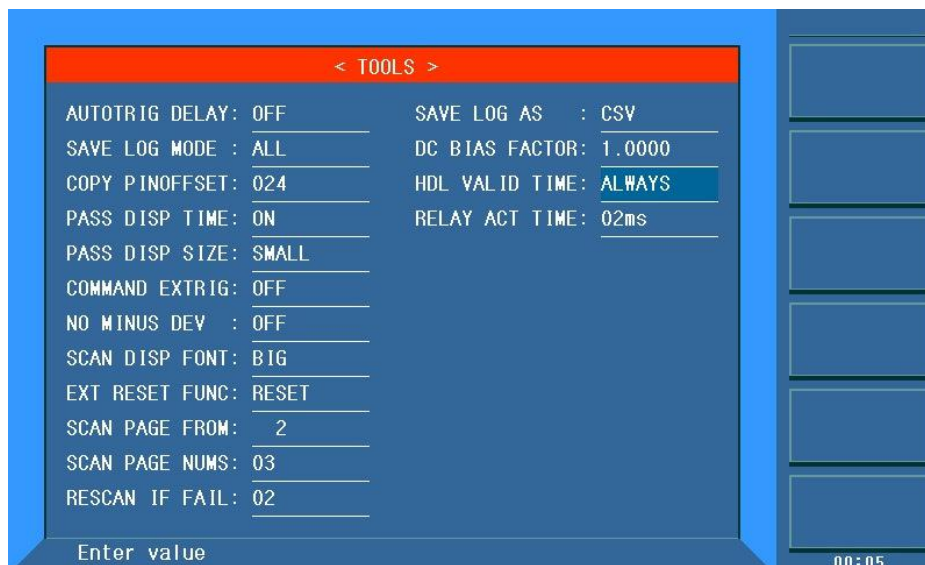 < TOOLS >
AUTOTRIG DELAY: OFF
SAVE LOG MODE : ALL
COPY PINOFFSET: 024
PASS DISP TIME: ON
PASS DISP SIZE: SMALL
COMMAND EXTRIG: OFF
NO MINUS DEV : OFF
SCAN DISP FONT: BIG
EXT RESET FUNC: RESET
SCAN PAGE FROM: 2
SCAN PAGE NUMS: 03
RESCAN IF FAIL: 02
SAVE LOG AS : CSV
DC BIAS FACTOR: 1.0000
HDL VALID TIME: ALWAYS
RELAY ACT TIME: 02ms
Enter value
00:05